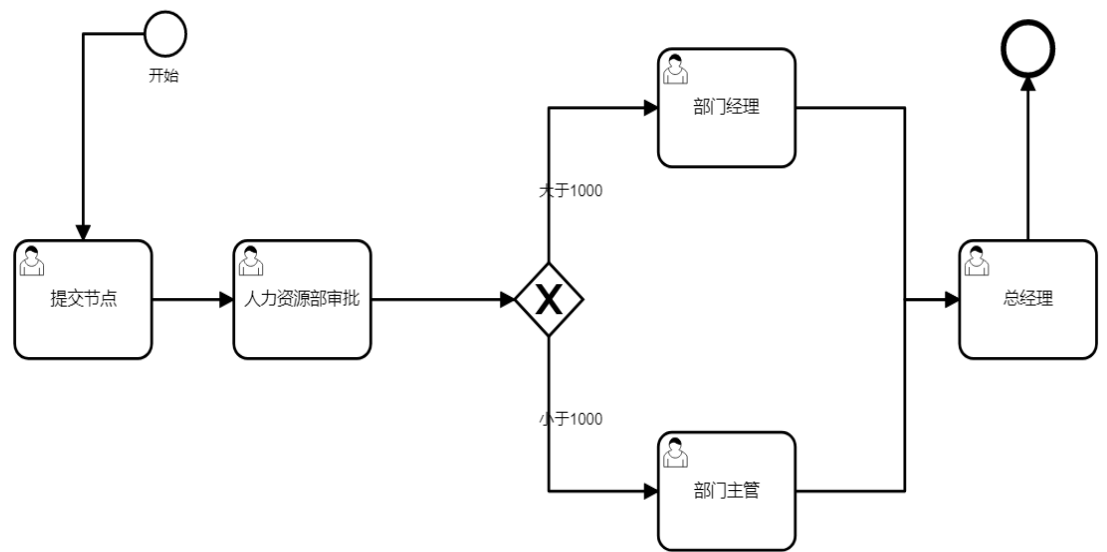 开始
提交节点
人力资源部审批
X
大于1000
小于1000
部门经理
部门主管
总经理